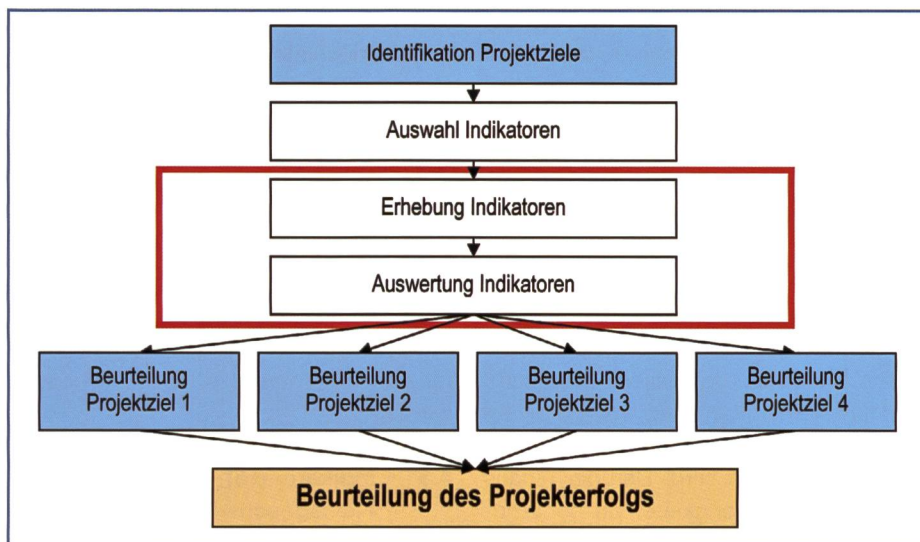 Identifikation Projektziele
Auswahl Indikatoren
Erhebung Indikatoren
Auswertung Indikatoren
Beurteilung
Projektziel 1
Beurteilung
Projektziel 2
Beurteilung
Projektziel 3
Beurteilung
Projektziel 4
Beurteilung des Projekterfolgs